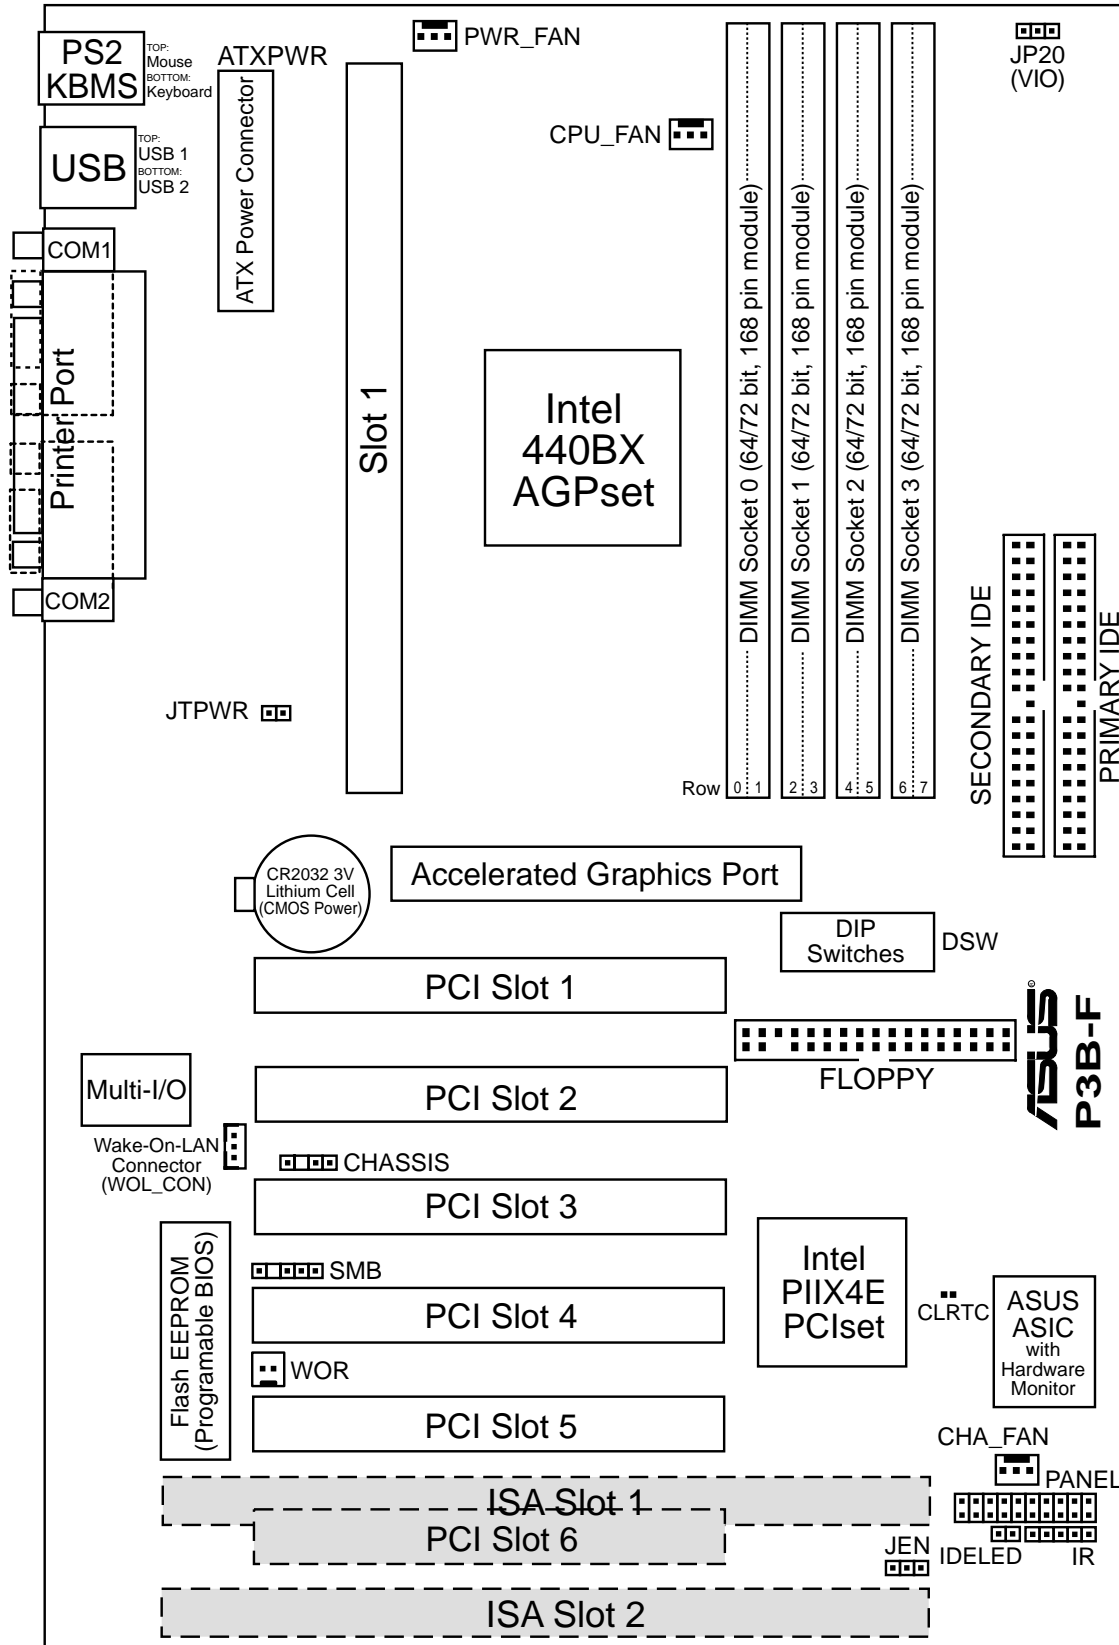 PS2
KBMS
TOP:
Mouse
BOTTOM:
Keyboard
ATXPWR
PWR_FAN
JP20
(VIO)
CPU_FAN
USB
TOP:
USB 1
BOTTOM:
USB 2
ATX Power Connector
COM1
Printer Port
COM2
Slot 1
Intel
440BX
AGPset
DIMM Socket 0 (64/72 bit, 168 pin module)
DIMM Socket 1 (64/72 bit, 168 pin module)
DIMM Socket 2 (64/72 bit, 168 pin module)
DIMM Socket 3 (64/72 bit, 168 pin module)
SECONDARY IDE
PRIMARY IDE
JTPWR
Row 0 1 2 3 4 5 6 7
CR2032 3V
Lithium Cell
(CMOS Power)
Accelerated Graphics Port
DIP
Switches
DSW
PCI Slot 1
FLOPPY
ASUS
®
P3B-F
Multi-I/O
PCI Slot 2
Wake-On-LAN
Connector
(WOL_CON)
CHASSIS
PCI Slot 3
Flash EEPROM
(Programable BIOS)
SMB
PCI Slot 4
Intel
PIIX4E
PCIset
CLRTC
ASUS
ASIC
with
Hardware
Monitor
WOR
PCI Slot 5
CHA_FAN
PANEL
ISA Slot 1
PCI Slot 6
JEN
IDELED
IR
ISA Slot 2